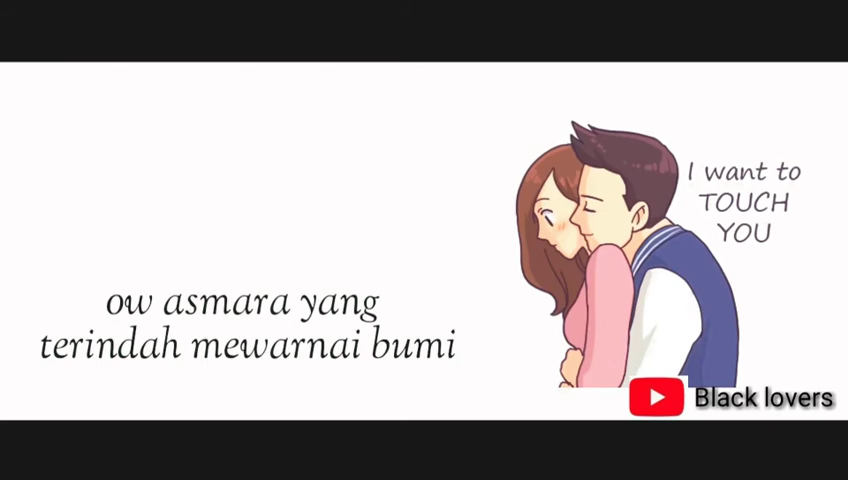 ow asmara yang
terindah mewarnai bumi
I want to
TOUCH
YOU
Black lovers